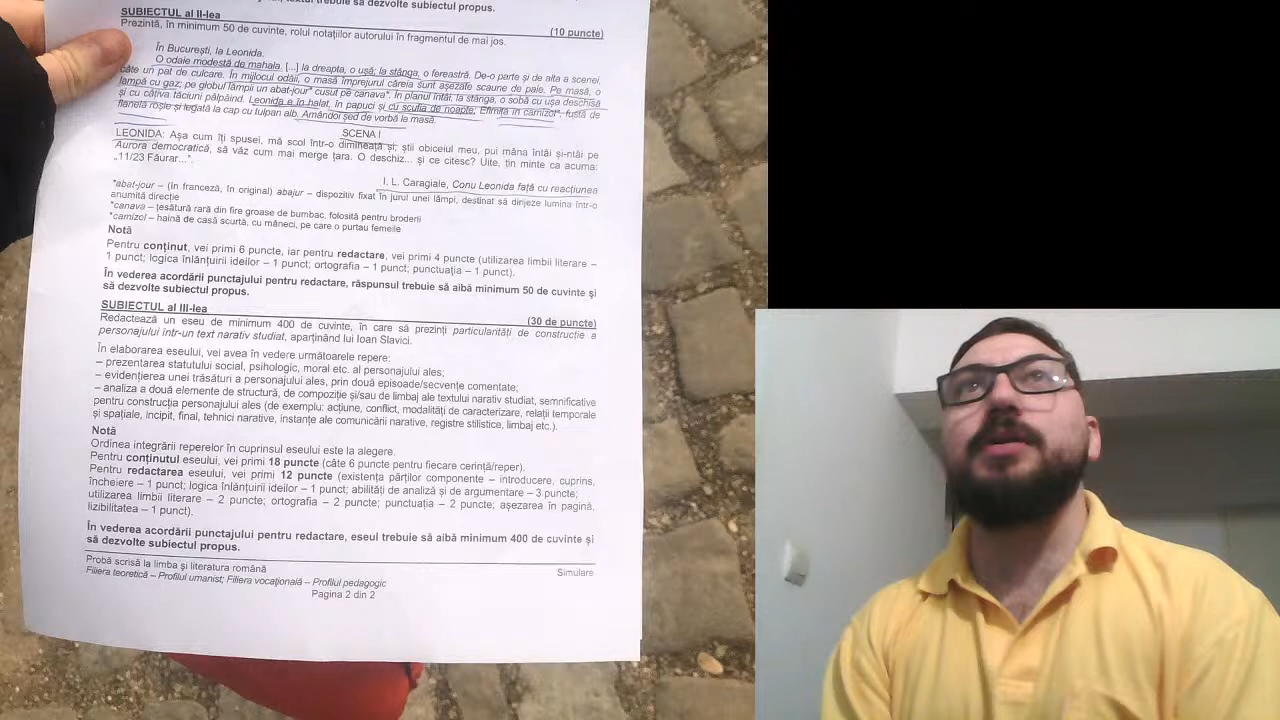 textul trebuie să dezvolte subiectul propus.
SUBIECTUL al II-lea (10 puncte)
Prezintă, în minimum 50 de cuvinte, rolul notațiilor autorului în fragmentul de mai jos.
În București, la Leonida.
O odaie modestă de mahala. [...] la dreapta, o ușă; la stânga, o fereastră. De-o parte și de alta a scenei,
câte un pat de culcare. În mijlocul odăii, o masă împrejurul căreia sunt așezate scaune de paie. Pe masă, o
lampă cu gaz; pe globul lămpii un abat-jour* cusut pe canava*. În planul întâi, la stânga, o sobă cu ușa deschisă
și cu câțiva tăciuni pâlpâind. Leonida e în halat, în papuci și cu scufia de noapte; Efimița în camizol*, fustă de
flanelă roșie și legată la cap cu tulpan alb. Amândoi șed de vorbă la masă.
SCENA I
LEONIDA: Așa cum îți spusei, mă scol într-o dimineață și, știi obiceiul meu, pui mâna întâi și-ntâi pe
Aurora democratică, să văz cum mai merge țara. O deschiz... și ce citesc? Uite, țin minte ca acuma:
„11/23 Făurar...”.
I. L. Caragiale, Conu Leonida față cu reacțiunea
*abat-jour – (în franceză, în original) abajur – dispozitiv fixat în jurul unei lămpi, destinat să dirijeze lumina într-o
anumită direcție
*canava – țesătură rară din fire groase de bumbac, folosită pentru broderii
*camizol – haină de casă scurtă, cu mâneci, pe care o purtau femeile
Notă
Pentru conținut, vei primi 6 puncte, iar pentru redactare, vei primi 4 puncte (utilizarea limbii literare –
1 punct; logica înlănțuirii ideilor – 1 punct; ortografia – 1 punct; punctuația – 1 punct).
În vederea acordării punctajului pentru redactare, răspunsul trebuie să aibă minimum 50 de cuvinte și
să dezvolte subiectul propus.
SUBIECTUL al III-lea (30 de puncte)
Redactează un eseu de minimum 400 de cuvinte, în care să prezinți particularități de construcție a
personajului într-un text narativ studiat, aparținând lui Ioan Slavici.
În elaborarea eseului, vei avea în vedere următoarele repere:
– prezentarea statutului social, psihologic, moral etc. al personajului ales;
– evidențierea unei trăsături a personajului ales, prin două episoade/secvențe comentate;
– analiza a două elemente de structură, de compoziție și/sau de limbaj ale textului narativ studiat, semnificative
pentru construcția personajului ales (de exemplu: acțiune, conflict, modalități de caracterizare, relații temporale
și spațiale, incipit, final, tehnici narative, instanțe ale comunicării narative, registre stilistice, limbaj etc.).
Notă
Ordinea integrării reperelor în cuprinsul eseului este la alegere.
Pentru conținutul eseului, vei primi 18 puncte (câte 6 puncte pentru fiecare cerință/reper).
Pentru redactarea eseului, vei primi 12 puncte (existența părților componente – introducere, cuprins,
încheiere – 1 punct; logica înlănțuirii ideilor – 1 punct; abilități de analiză și de argumentare – 3 puncte;
utilizarea limbii literare – 2 puncte; ortografia – 2 puncte; punctuația – 2 puncte; așezarea în pagină,
lizibilitatea – 1 punct).
În vederea acordării punctajului pentru redactare, eseul trebuie să aibă minimum 400 de cuvinte și
să dezvolte subiectul propus.
Probă scrisă la limba și literatura română Simulare
Filiera teoretică – Profilul umanist; Filiera vocațională – Profilul pedagogic
Pagina 2 din 2